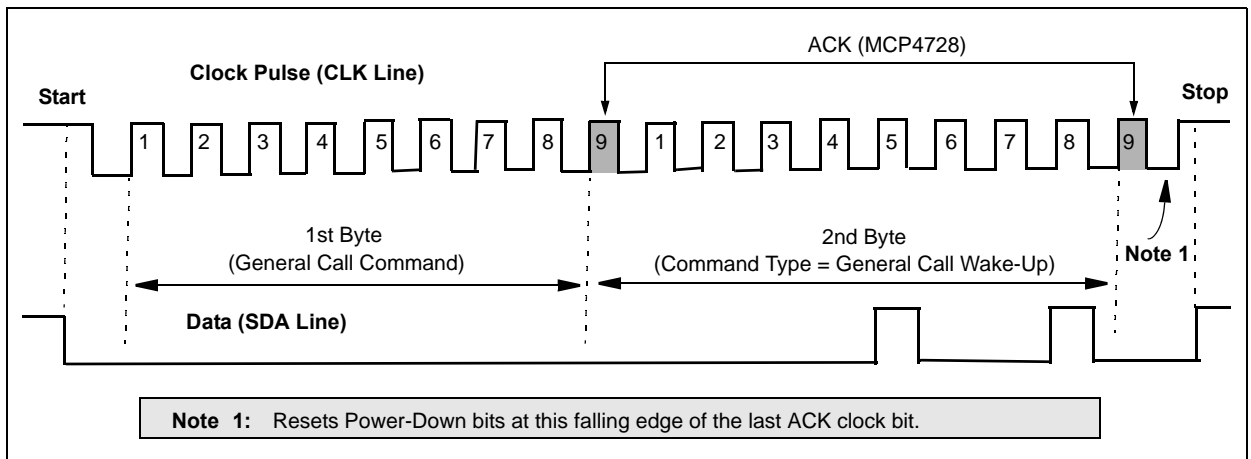 ACK (MCP4728)
Clock Pulse (CLK Line)
Start
Stop
1 2 3 4 5 6 7 8 9 1 2 3 4 5 6 7 8 9
1st Byte
(General Call Command)
2nd Byte
(Command Type = General Call Wake-Up)
Note 1
Data (SDA Line)
Note 1: Resets Power-Down bits at this falling edge of the last ACK clock bit.